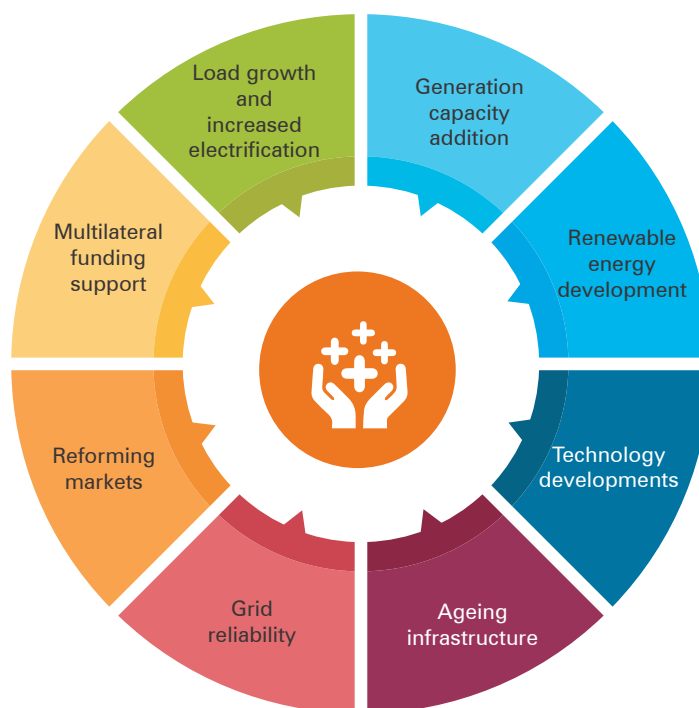 Load growth
and
increased
electrification
Generation
capacity
addition
Renewable
energy
development
Technology
developments
Ageing
infrastructure
Grid
reliability
Reforming
markets
Multilateral
funding
support